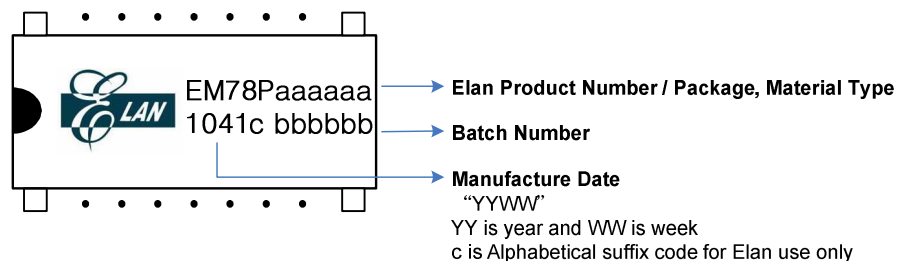 ELAN
EM78Paaaaaa
1041c bbbbbb
Elan Product Number / Package, Material Type
Batch Number
Manufacture Date
“YYWW”
YY is year and WW is week
c is Alphabetical suffix code for Elan use only